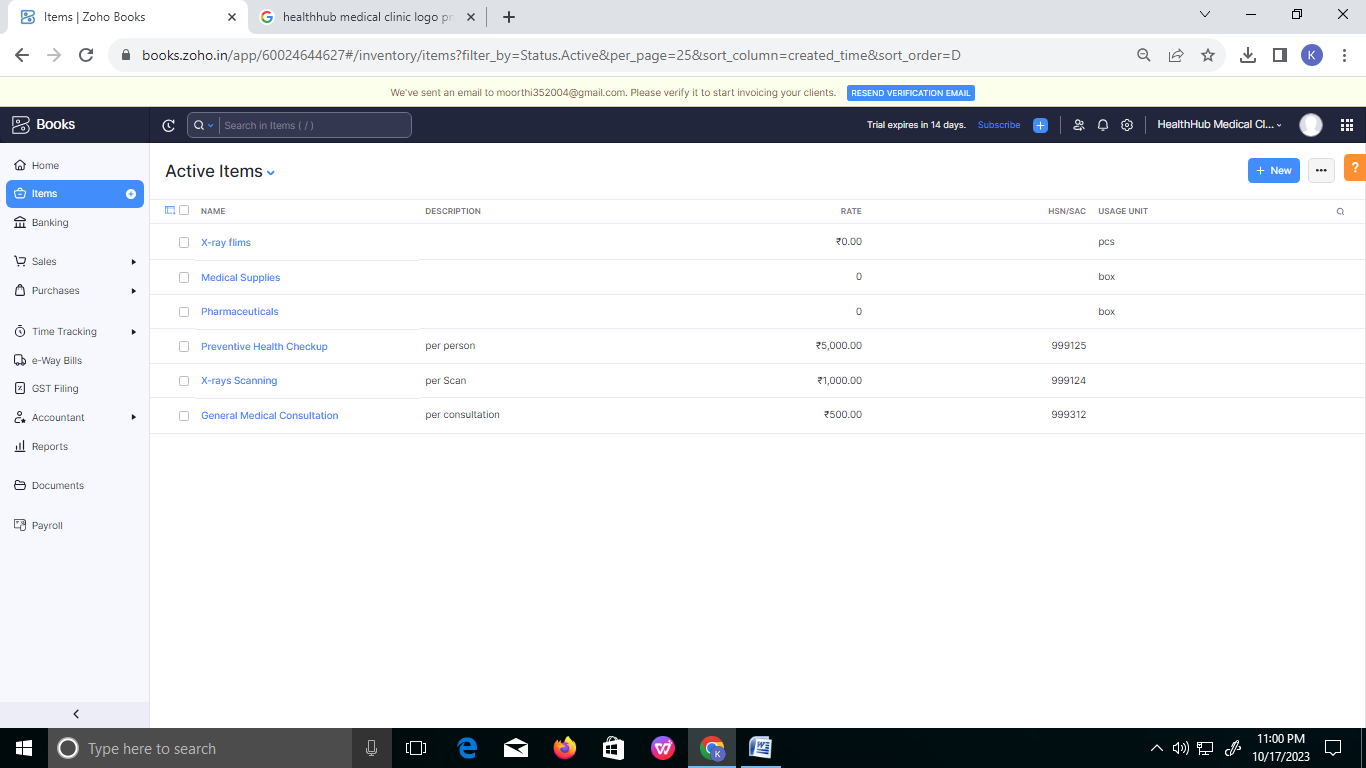 Items | Zoho Books
healthhub medical clinic logo pr
books.zoho.in/app/60024644627#/inventory/items?filter_by=Status.Active&per_page=25&sort_column=created_time&sort_order=D
K
We've sent an email to moorthi352004@gmail.com. Please verify it to start invoicing your clients.
RESEND VERIFICATION EMAIL
Books
Search in Items ( / )
Trial expires in 14 days.
Subscribe
HealthHub Medical Cl...
Home
Items
Banking
Sales
Purchases
Time Tracking
e-Way Bills
GST Filing
Accountant
Reports
Documents
Payroll
Active Items
+ New
?
NAME DESCRIPTION RATE HSN/SAC USAGE UNIT
X-ray flims ₹0.00 pcs
Medical Supplies 0 box
Pharmaceuticals 0 box
Preventive Health Checkup per person ₹5,000.00 999125
X-rays Scanning per Scan ₹1,000.00 999124
General Medical Consultation per consultation ₹500.00 999312
Type here to search
11:00 PM
10/17/2023